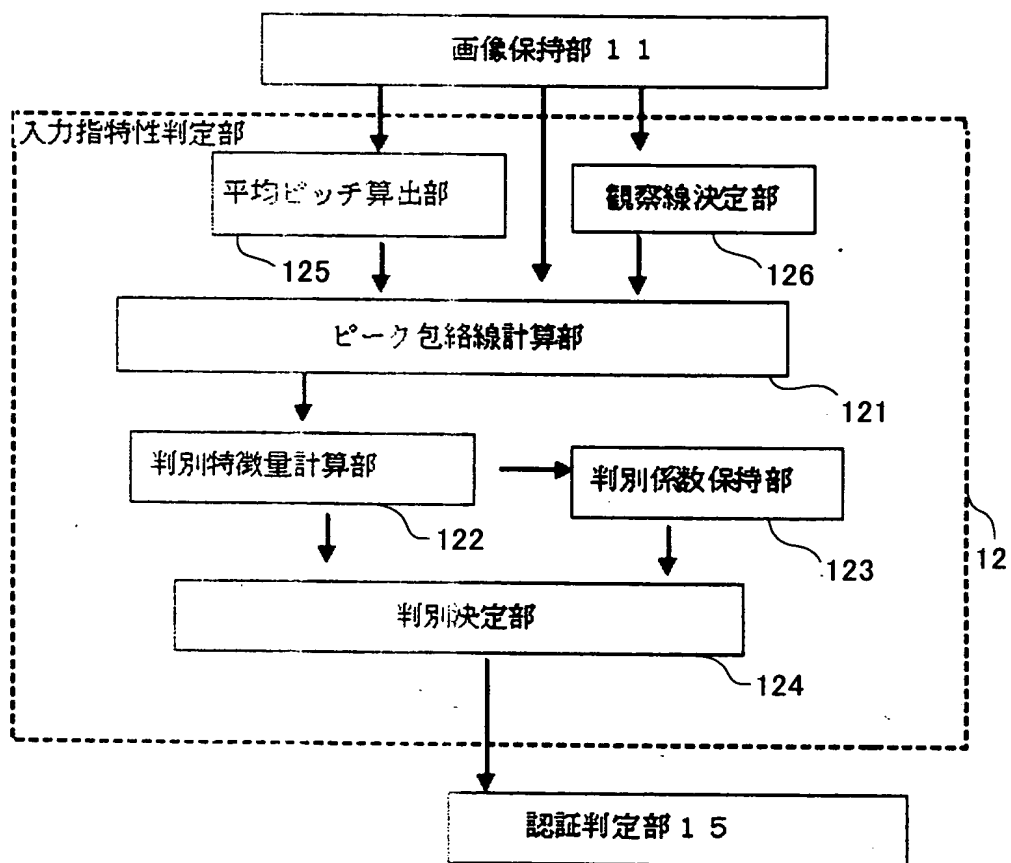 画像保持部１１
入力指特性判定部
平均ピッチ算出部
観察線決定部
125
126
ピーク包絡線計算部
121
判別特徴量計算部
判別係数保持部
122
123
12
判別決定部
124
認証判定部１５